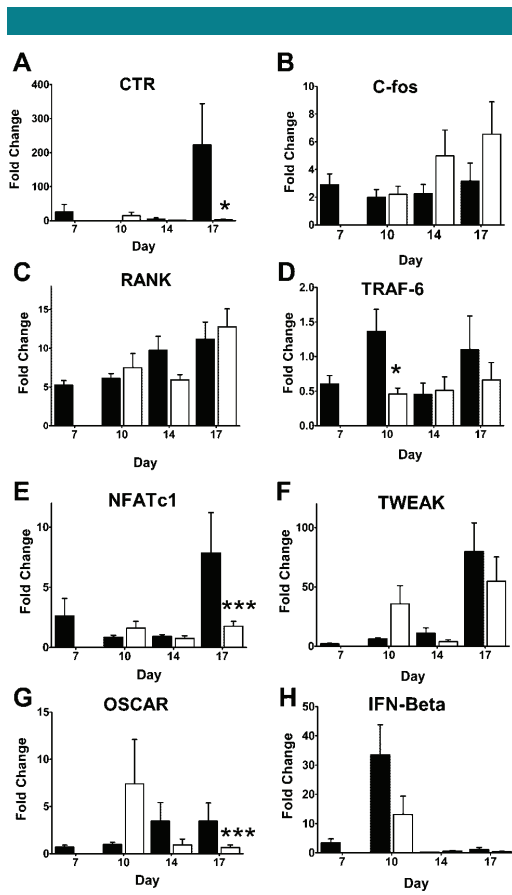 A
CTR
Fold Change
400
300
200
100
0
*
7 10 14 17
Day
B
C-fos
Fold Change
10
8
6
4
2
0
7 10 14 17
Day
C
RANK
Fold Change
15
10
5
0
7 10 14 17
Day
D
TRAF-6
Fold Change
2.0
1.5
1.0
0.5
0.0
*
7 10 14 17
Day
E
NFATc1
Fold Change
10
5
0
***
7 10 14 17
Day
F
TWEAK
Fold Change
100
50
0
7 10 14 17
Day
G
OSCAR
Fold Change
15
10
5
0
***
7 10 14 17
Day
H
IFN-Beta
Fold Change
50
40
30
20
10
0
7 10 14 17
Day